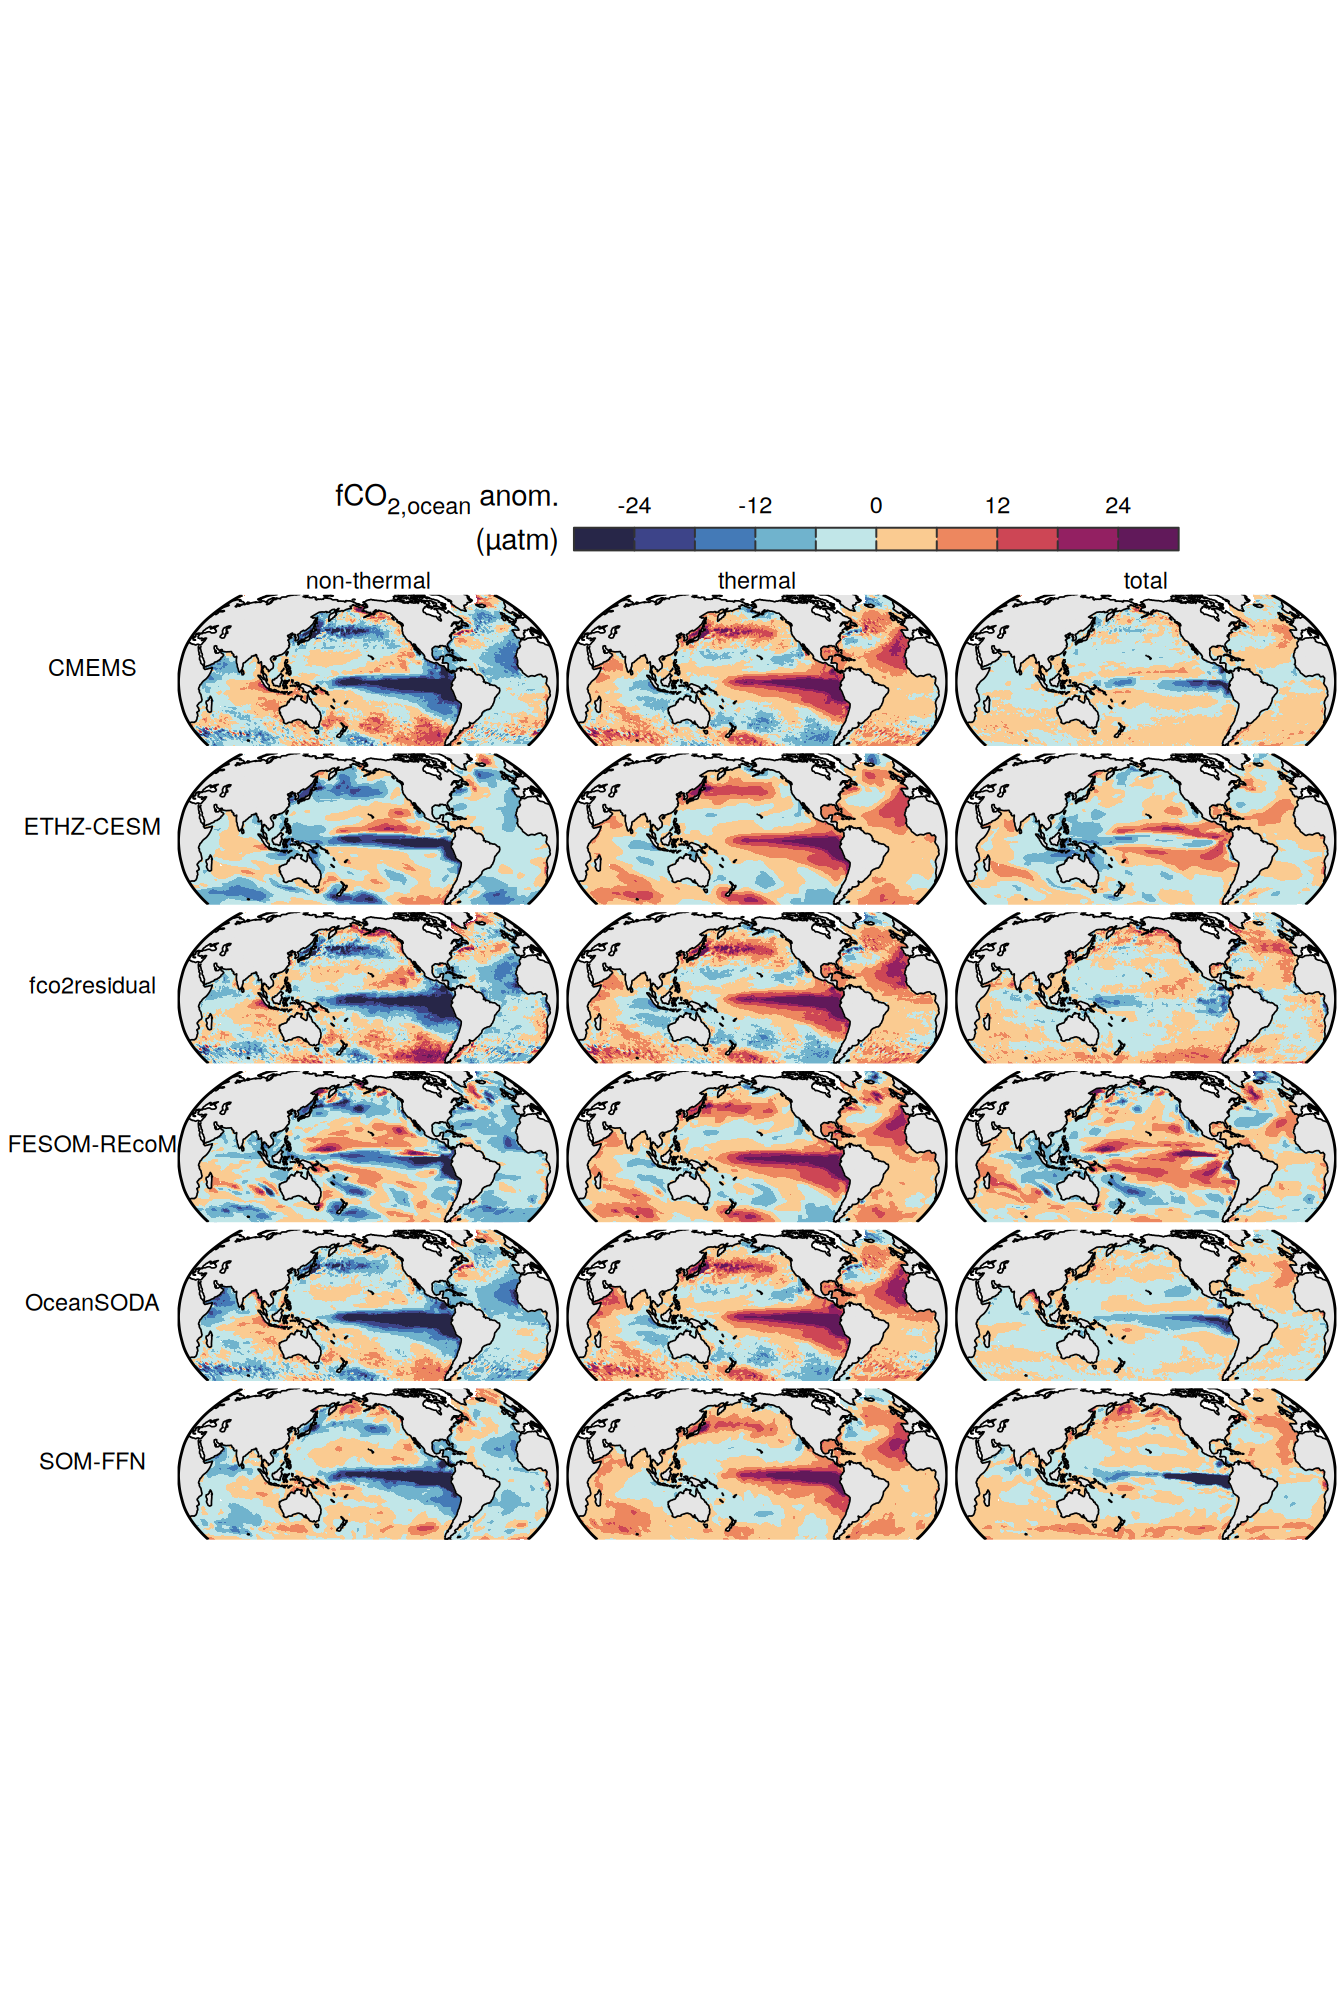 fCO2,ocean anom.
(µatm)
-24 -12 0 12 24
non-thermal thermal total
CMEMS
ETHZ-CESM
fco2residual
FESOM-REcoM
OceanSODA
SOM-FFN